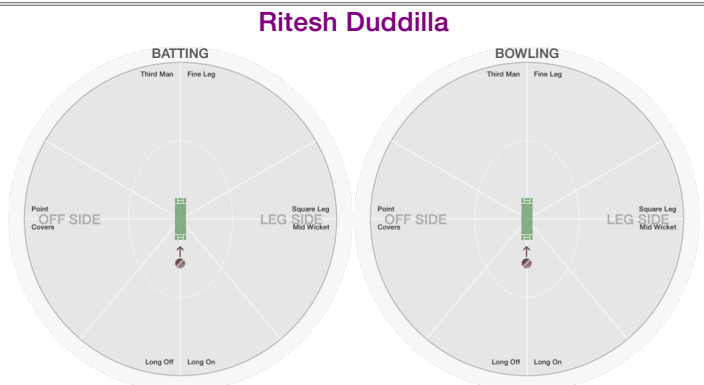 Ritesh Duddilla
BATTING
Third Man Fine Leg
Point
OFF SIDE
Covers
Square Leg
LEG SIDE
Mid Wicket
Long Off Long On
BOWLING
Third Man Fine Leg
Point
OFF SIDE
Covers
Square Leg
LEG SIDE
Mid Wicket
Long Off Long On